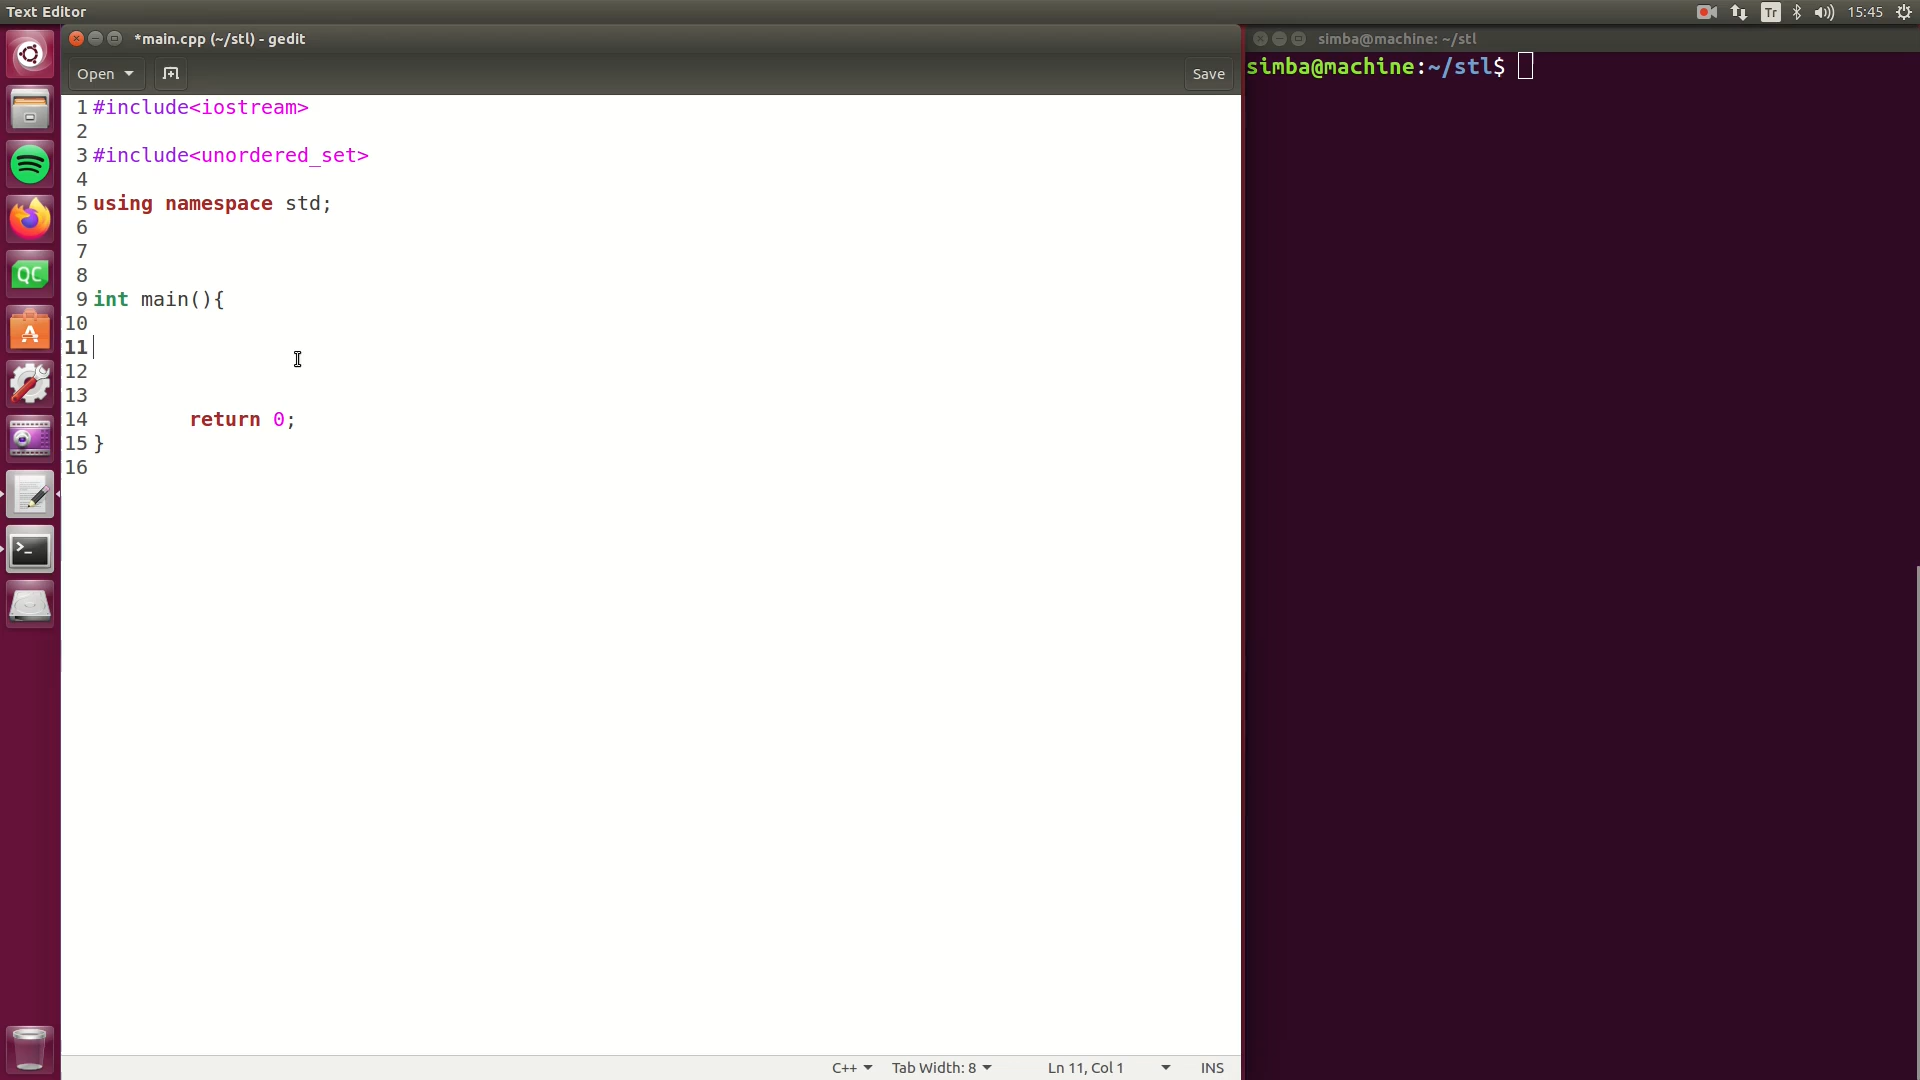 Text Editor
Tr
15:45
*main.cpp (~/stl) - gedit
simba@machine: ~/stl
Open
Save
simba@machine:~/stl$
1 #include<iostream>
2
3 #include<unordered_set>
4
5 using namespace std;
6
7
8
9 int main(){
10
11
12
13
14 return 0;
15 }
16
QC
C++
Tab Width: 8
Ln 11, Col 1
INS